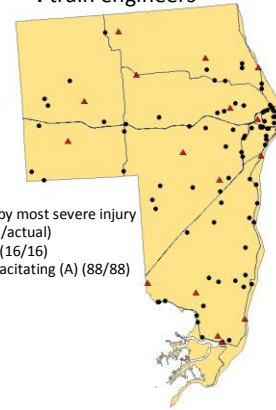 train engineers
by most severe injury
/actual)
(16/16)
acitating (A) (88/88)